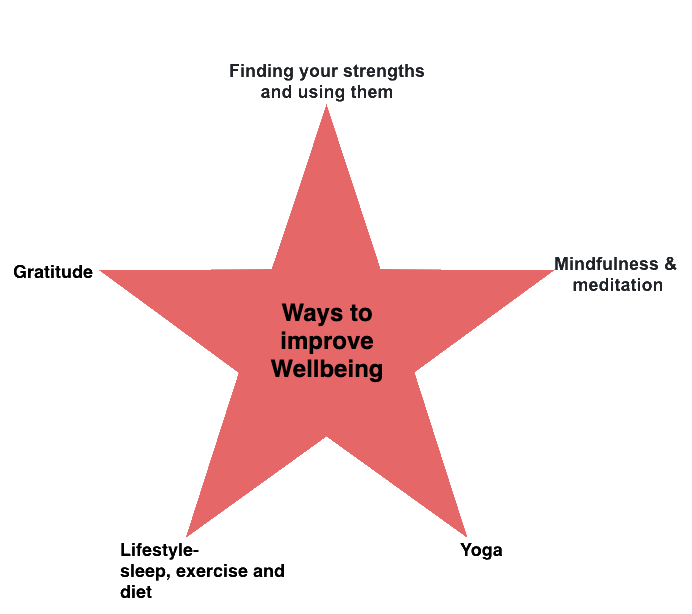 Finding your strengths
and using them
Gratitude
Mindfulness &
meditation
Ways to
improve
Wellbeing
Lifestyle-
sleep, exercise and
diet
Yoga